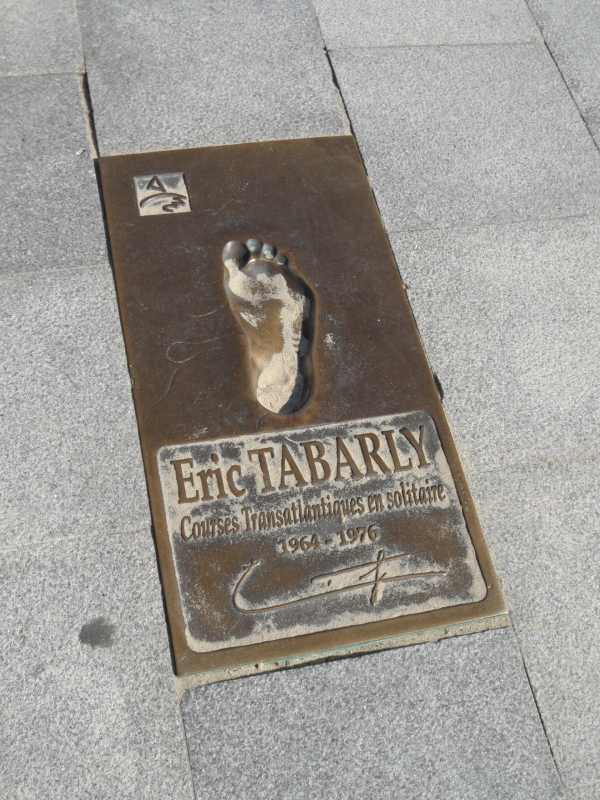 Eric TABARLY
Courses Transatlantiques en solitaire
1964 - 1976